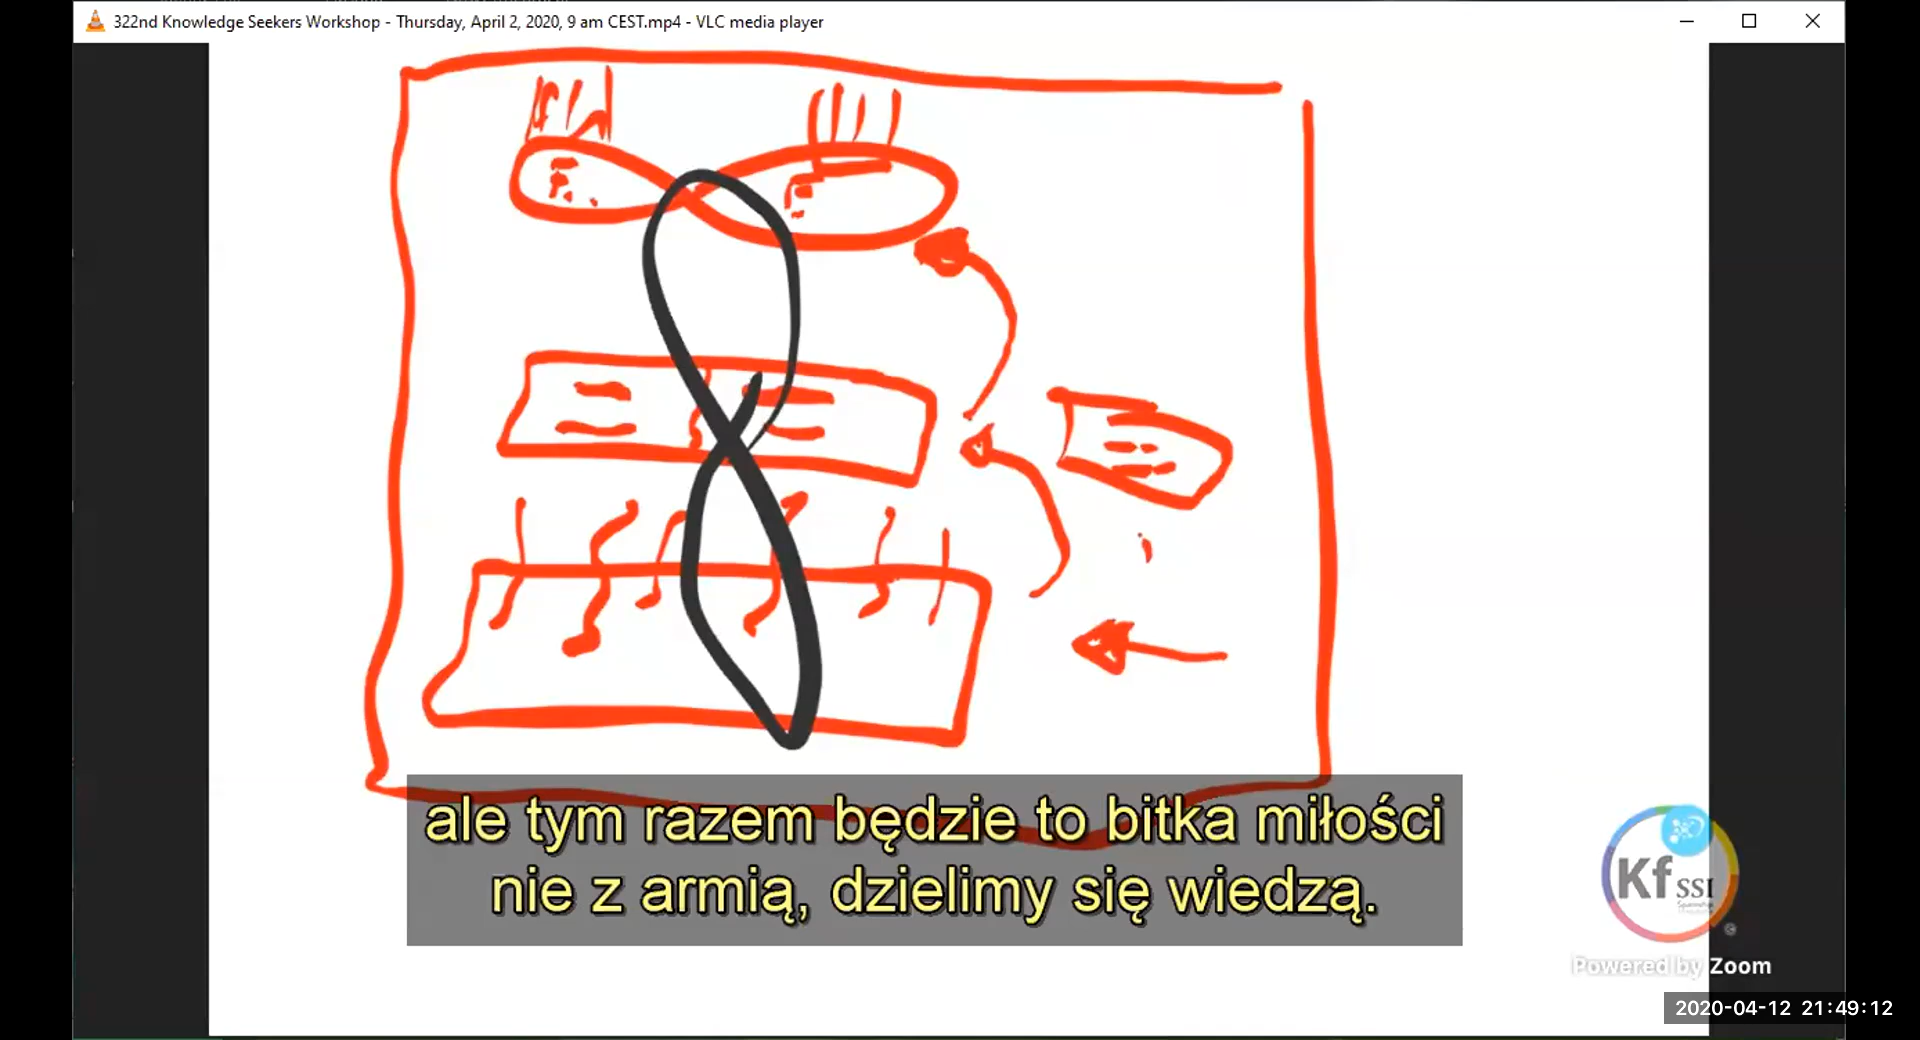 322nd Knowledge Seekers Workshop - Thursday, April 2, 2020, 9 am CEST.mp4 - VLC media player
ale tym razem będzie to bitka miłości
nie z armią, dzielimy się wiedzą.
Kf SSI
Powered by Zoom
2020-04-12 21:49:12